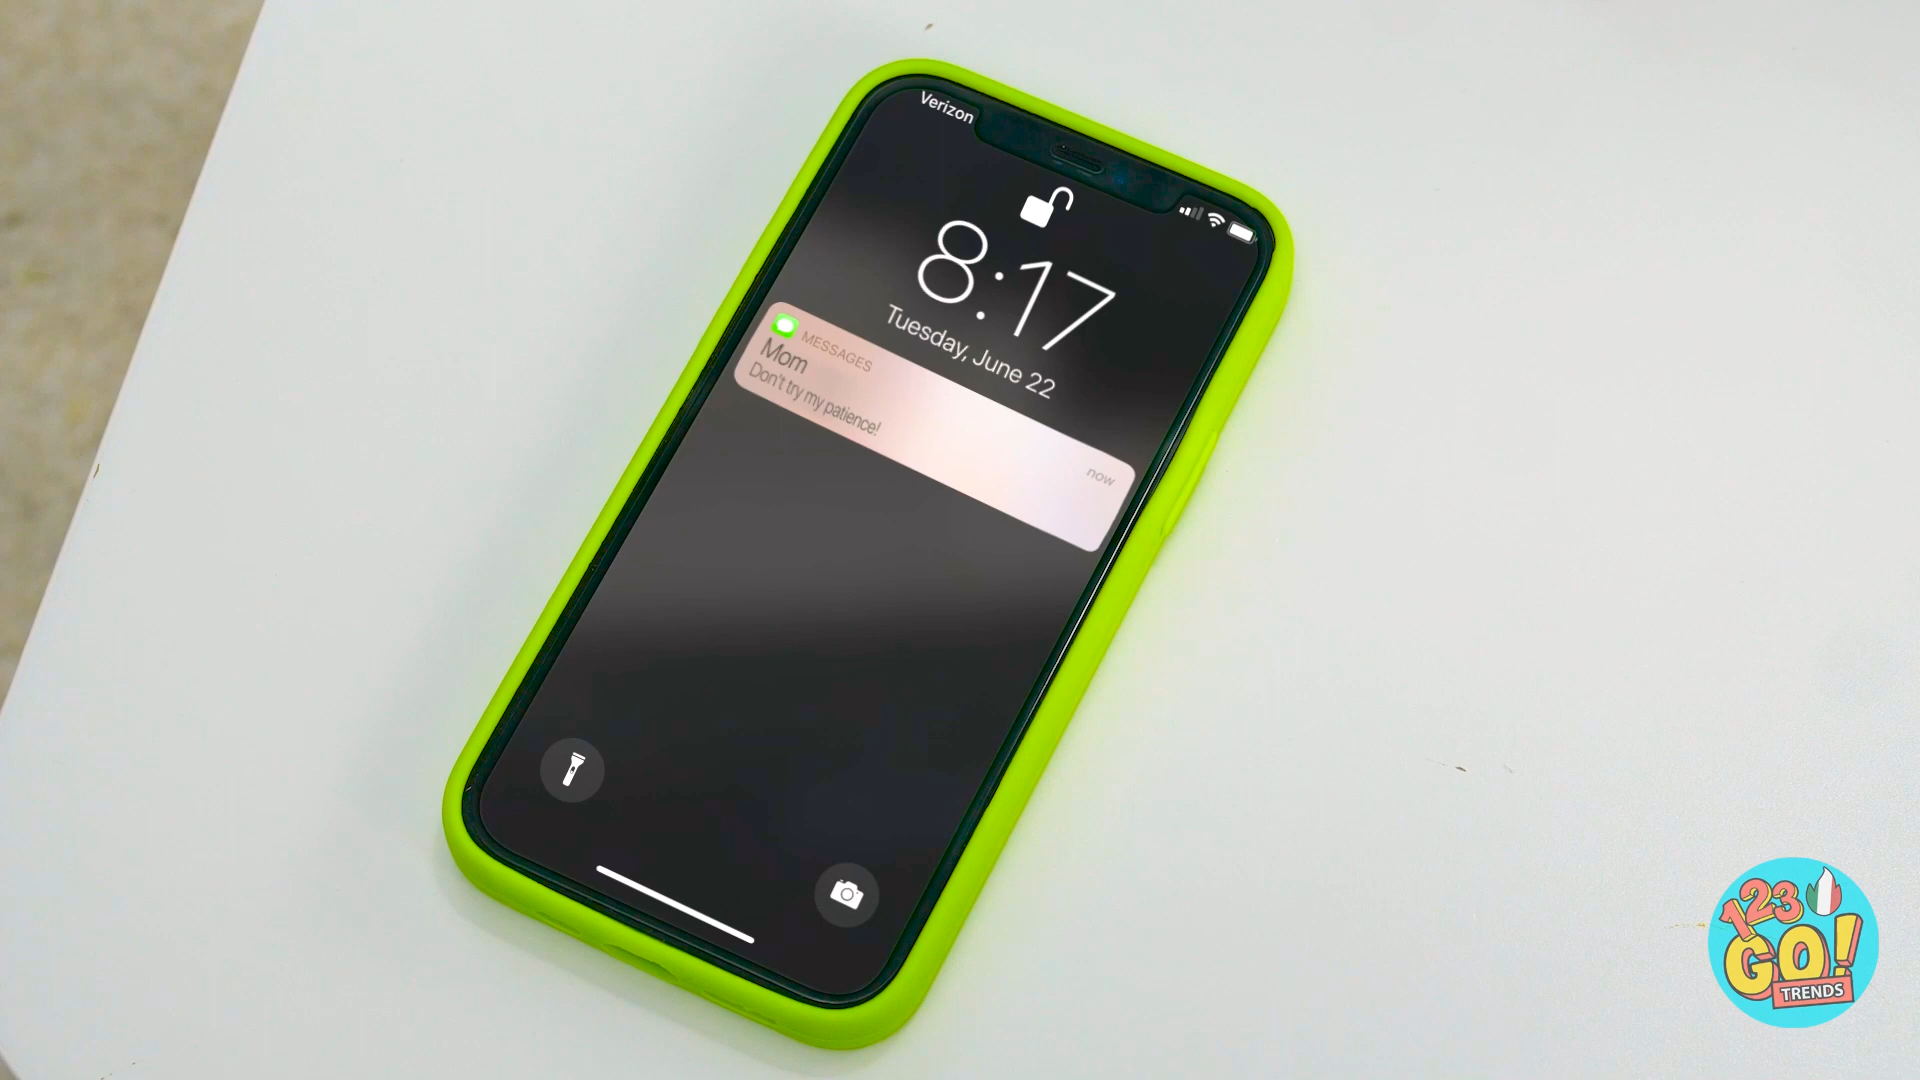 Verizon
8:17
Tuesday, June 22
MESSAGES
Mom
Don't try my patience!
now
123
GO!
TRENDS